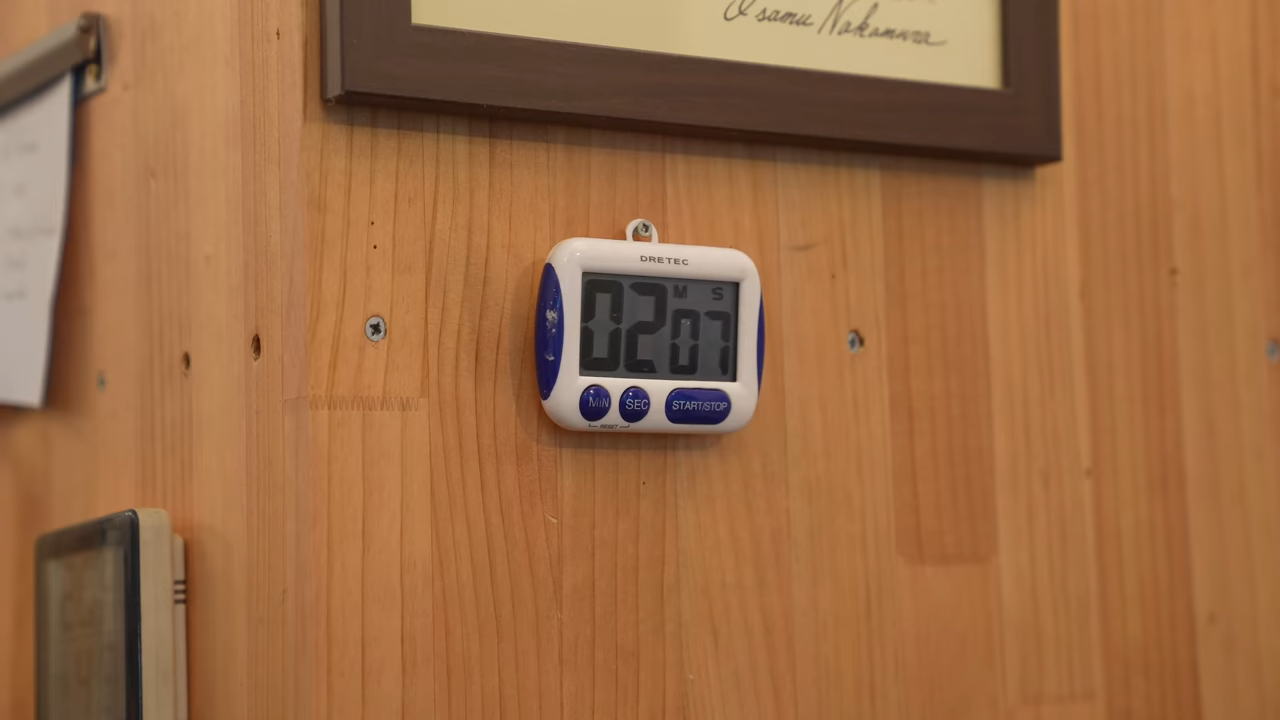 Osamu Nakamura
DRETEC
M S
02 07
MIN SEC START/STOP
RESET